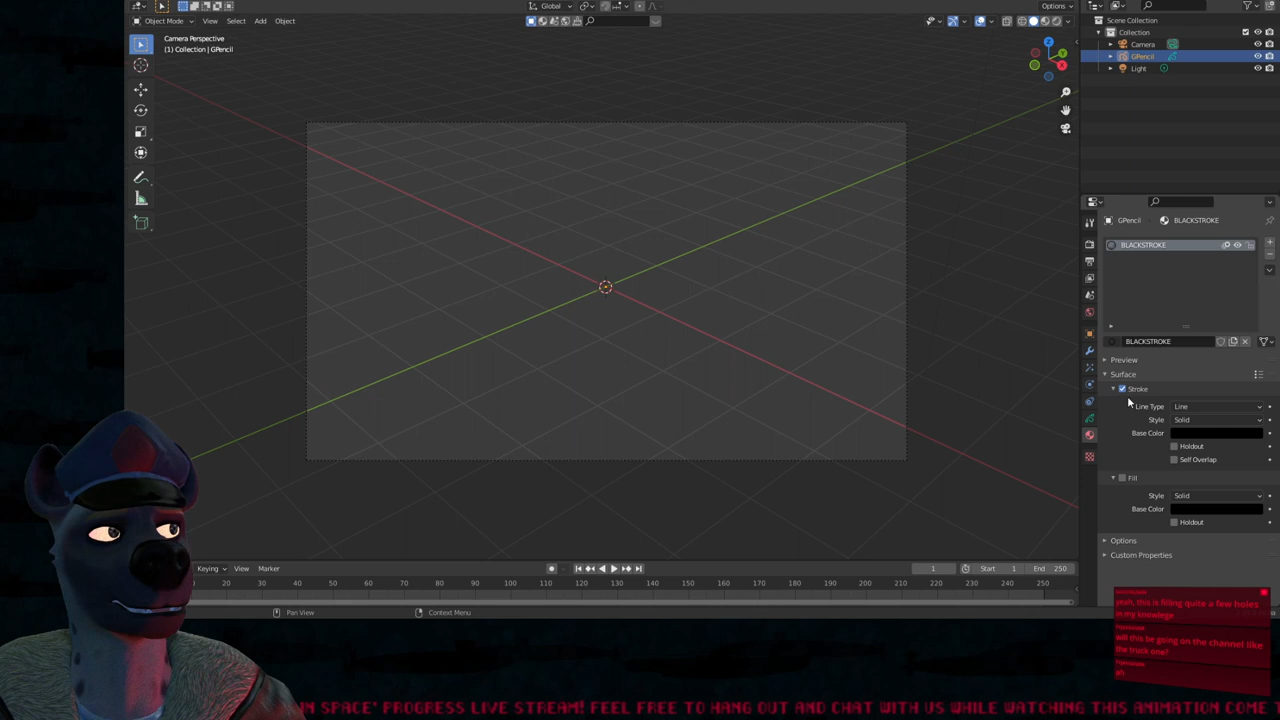 Global
Options
Object Mode
View
Select
Add
Object
Camera Perspective
(1) Collection | GPencil
Z
Y
X
Scene Collection
Collection
Camera
GPencil
Light
GPencil
BLACKSTROKE
BLACKSTROKE
BLACKSTROKE
Preview
Surface
Stroke
Line Type
Line
Style
Solid
Base Color
Holdout
Self Overlap
Fill
Style
Solid
Base Color
Holdout
Options
Custom Properties
Keying
View
Marker
1
Start 1
End 250
20 30 40 50 60 70 80 90 100 110 120 130 140 150 160 170 180 190 200 210 220 230 240 250
Pan View
Context Menu
yeah, this is filling quite a few holes
in my knowlege
will this be going on the channel like
the truck one?
UN SPACE' PROGRESS LIVE STREAM! FEEL FREE TO HANG OUT AND CHAT WITH US WHILE WATCHING THIS ANIMATION COME